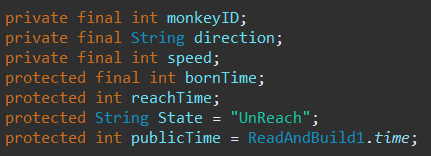 private final int monkeyID;
private final String direction;
private final int speed;
protected final int bornTime;
protected int reachTime;
protected String State = "UnReach";
protected int publicTime = ReadAndBuild1.time;